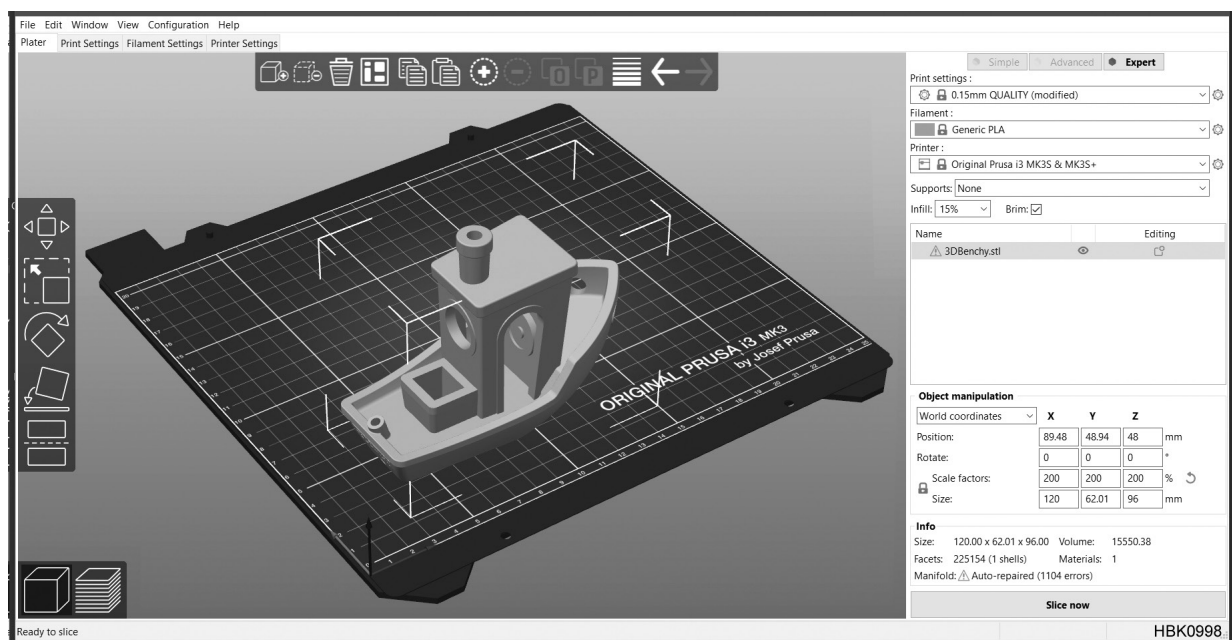 File Edit Window View Configuration Help
Plater Print Settings Filament Settings Printer Settings
Simple Advanced Expert
Print settings :
0.15mm QUALITY (modified)
Filament :
Generic PLA
Printer :
Original Prusa i3 MK3S & MK3S+
Supports: None
Infill: 15% Brim:
Name Editing
3DBenchy.stl
ORIGINAL PRUSA i3 MK3
by Josef Prusa
Object manipulation
World coordinates X Y Z
Position: 89.48 48.94 48 mm
Rotate: 0 0 0 °
Scale factors: 200 200 200 %
Size: 120 62.01 96 mm
Info
Size: 120.00 x 62.01 x 96.00 Volume: 15550.38
Facets: 225154 (1 shells) Materials: 1
Manifold: Auto-repaired (1104 errors)
Slice now
Ready to slice
HBK0998